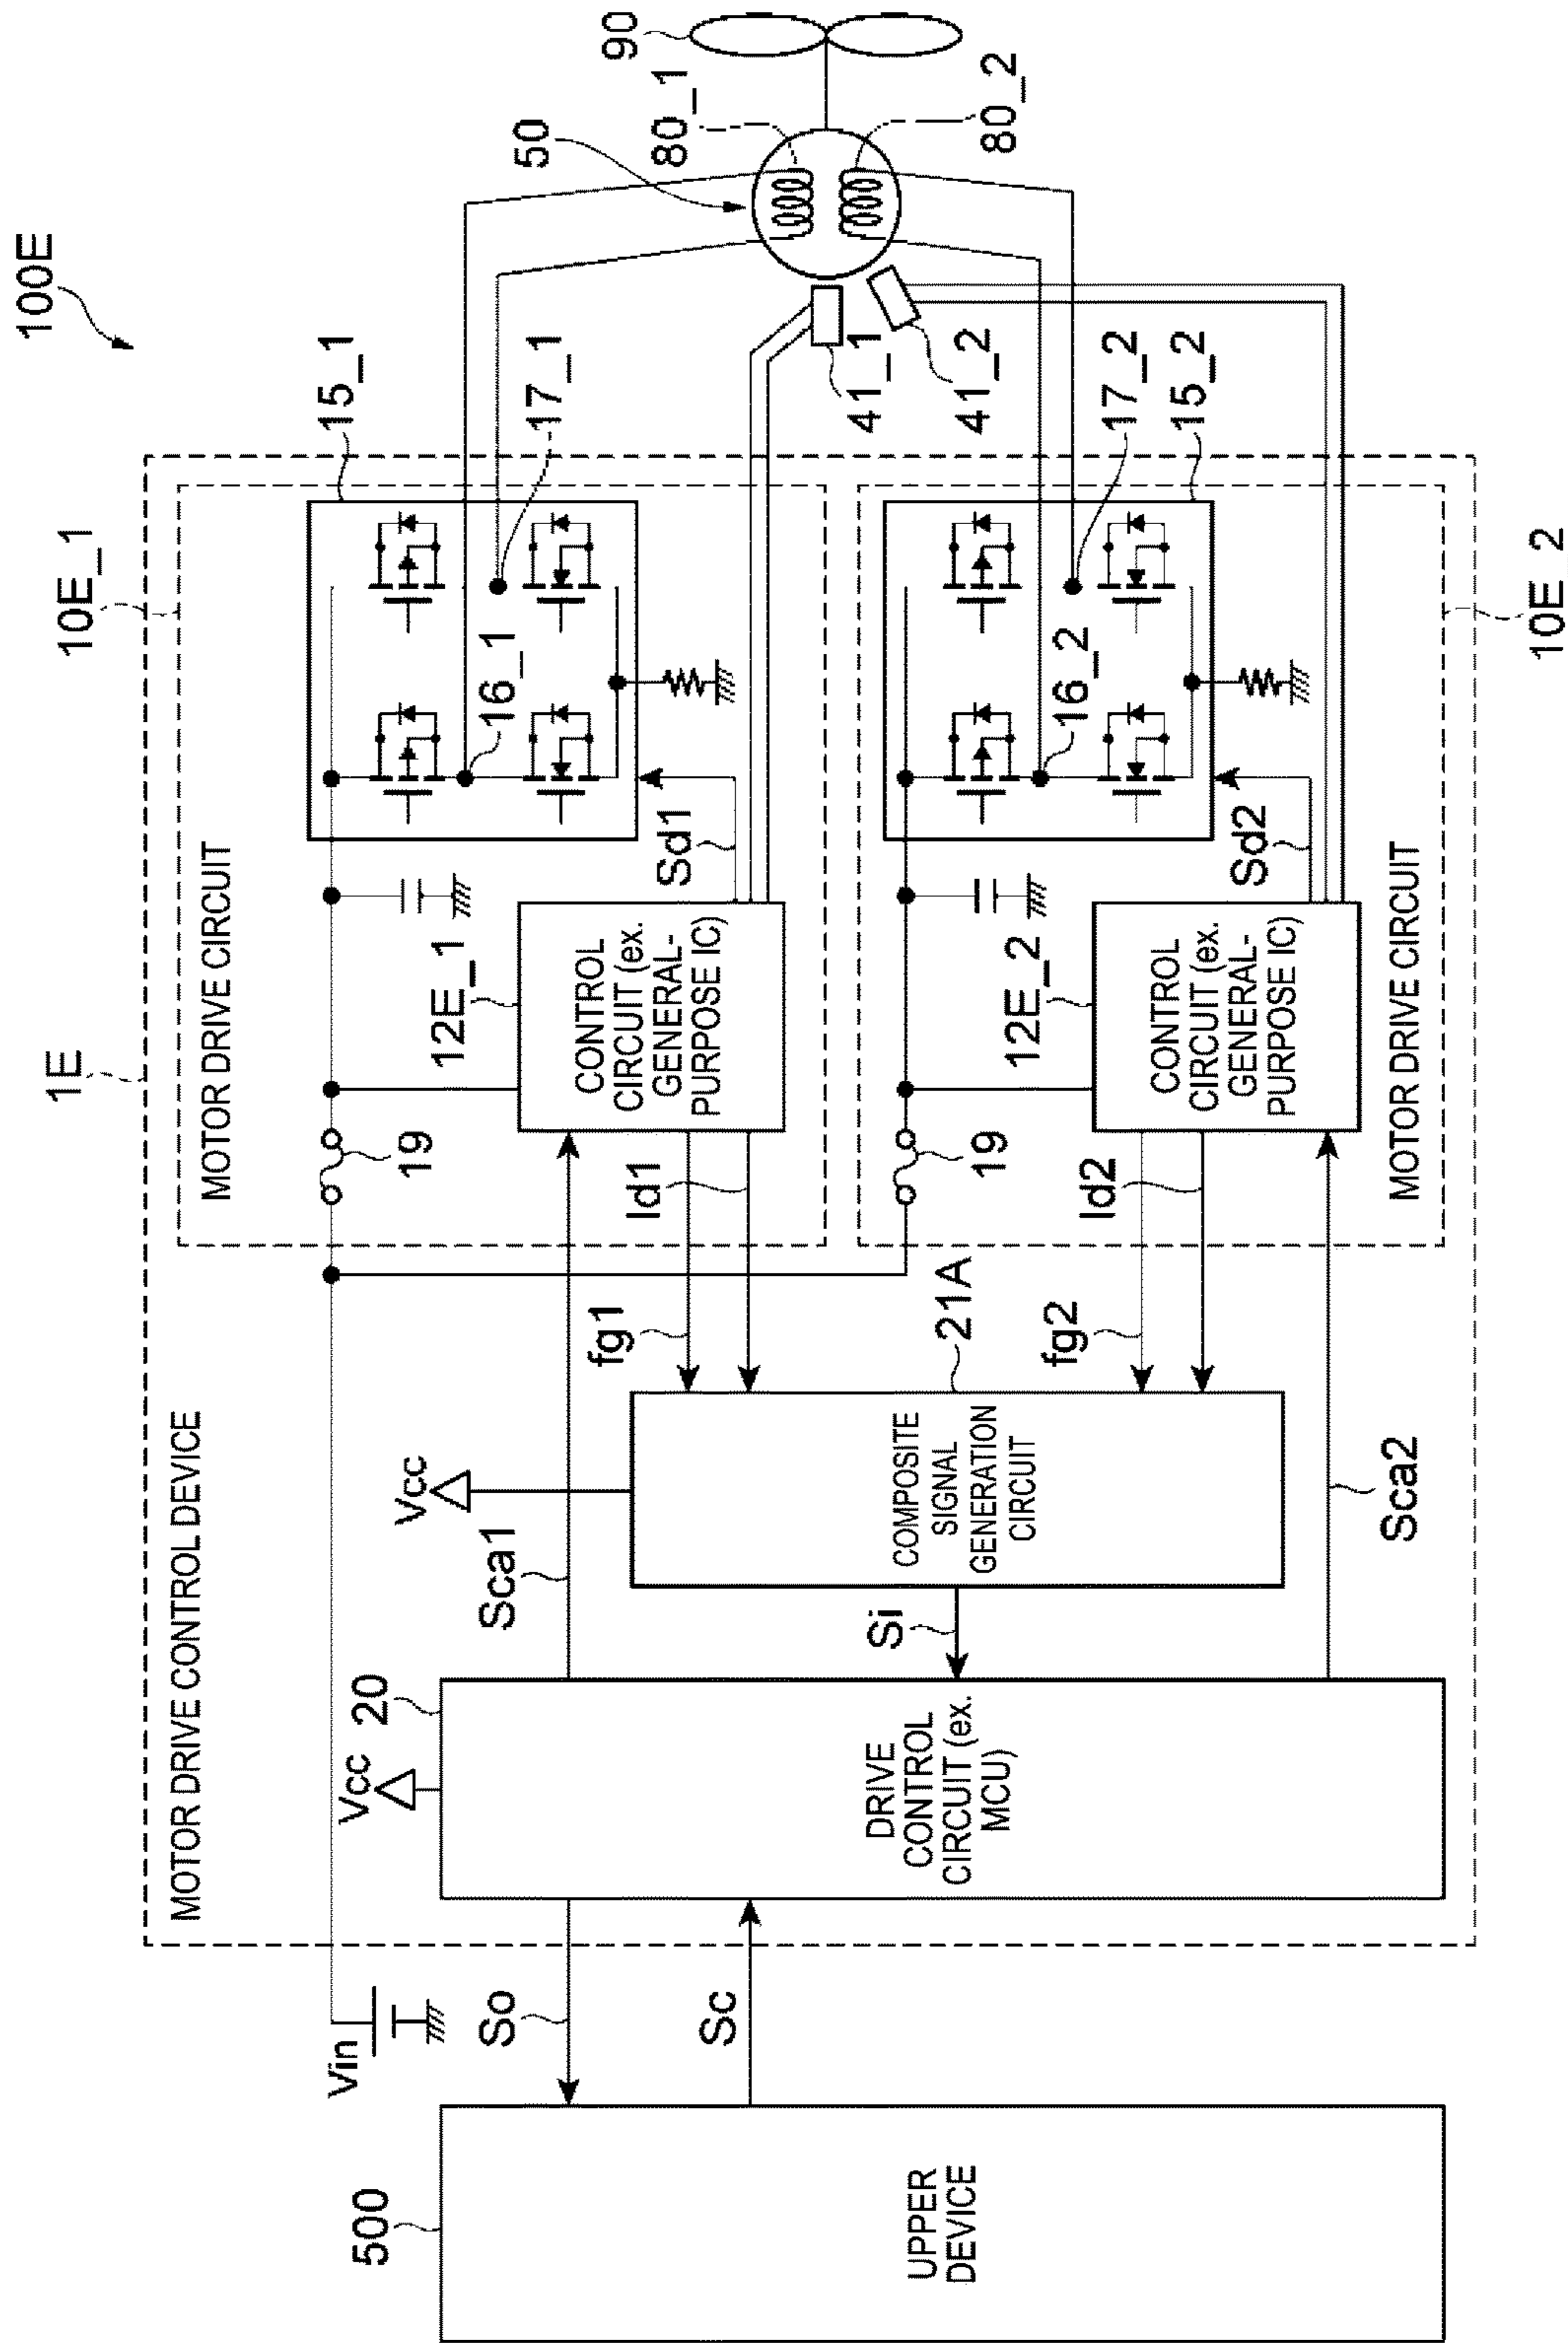 100E
1E
10E_1
MOTOR DRIVE CONTROL DEVICE
MOTOR DRIVE CIRCUIT
15_1
Vin
19
16_1
17_1
50
80_1
90
80_2
500
UPPER
DEVICE
So
Sc
Vcc
20
DRIVE
CONTROL
CIRCUIT (ex.
MCU)
Sca1
Vcc
Si
COMPOSITE
SIGNAL
GENERATION
CIRCUIT
21A
fg1
Id1
12E_1
CONTROL
CIRCUIT (ex.
GENERAL-
PURPOSE IC)
Sd1
41_1
41_2
fg2
Id2
Sca2
19
12E_2
CONTROL
CIRCUIT (ex.
GENERAL-
PURPOSE IC)
Sd2
16_2
17_2
15_2
MOTOR DRIVE CIRCUIT
10E_2